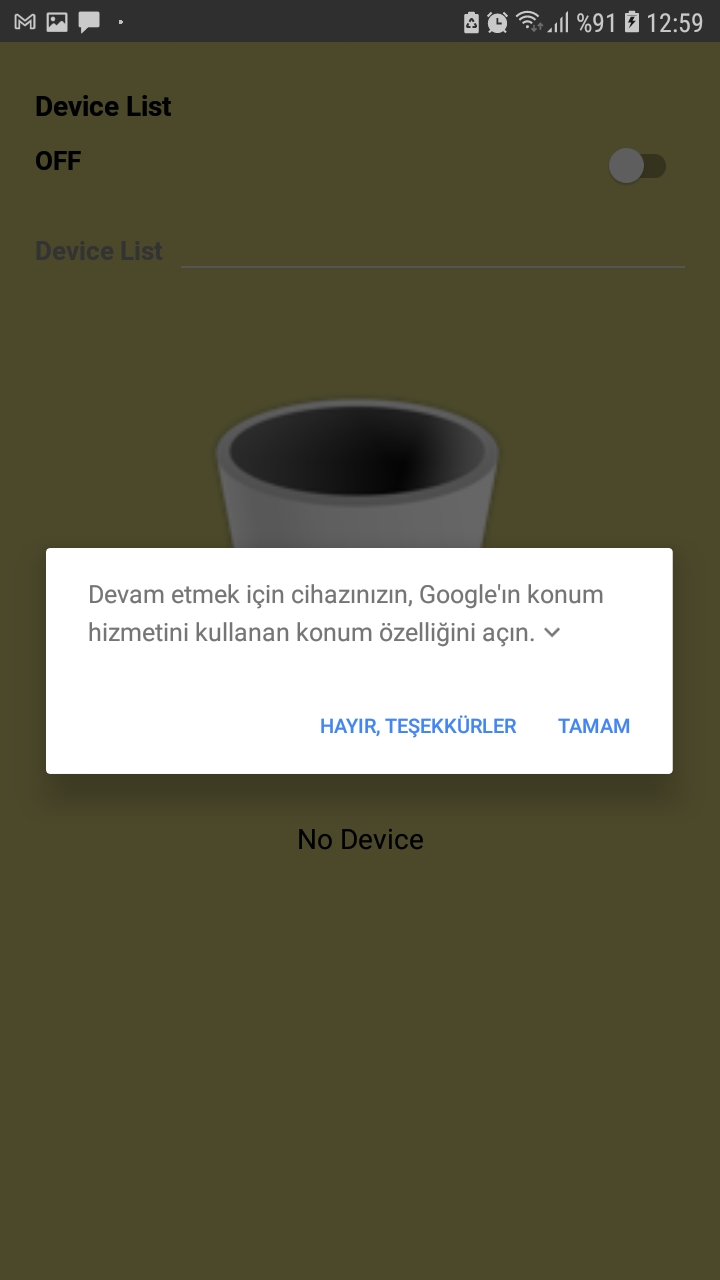 %91 12:59
Device List
OFF
Device List
Devam etmek için cihazınızın, Google'ın konum
hizmetini kullanan konum özelliğini açın.
HAYIR, TEŞEKKÜRLER TAMAM
No Device